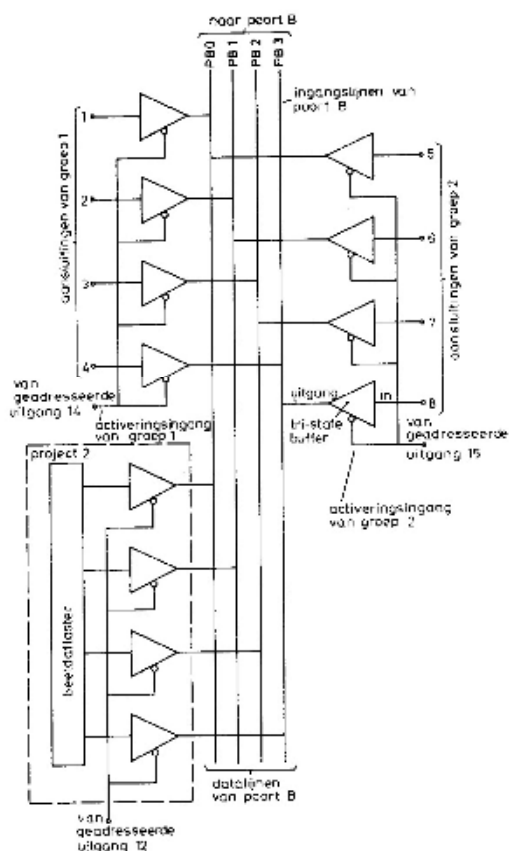 naar poort B
PB0
PB1
PB2
PB3
ingangslijnen van
poort B
aansluitingen van groep 1
1
2
3
4
aansluitingen van groep 2
5
6
7
8
uitgang
in
tri-state
buffer
van
geadresseerde
uitgang 14
activeringsingang
van groep 1
van
geadresseerde
uitgang 15
activeringsingang
van groep 2
project 2
beeldaftaster
datalijnen
van poort B
van
geadresseerde
uitgang 12